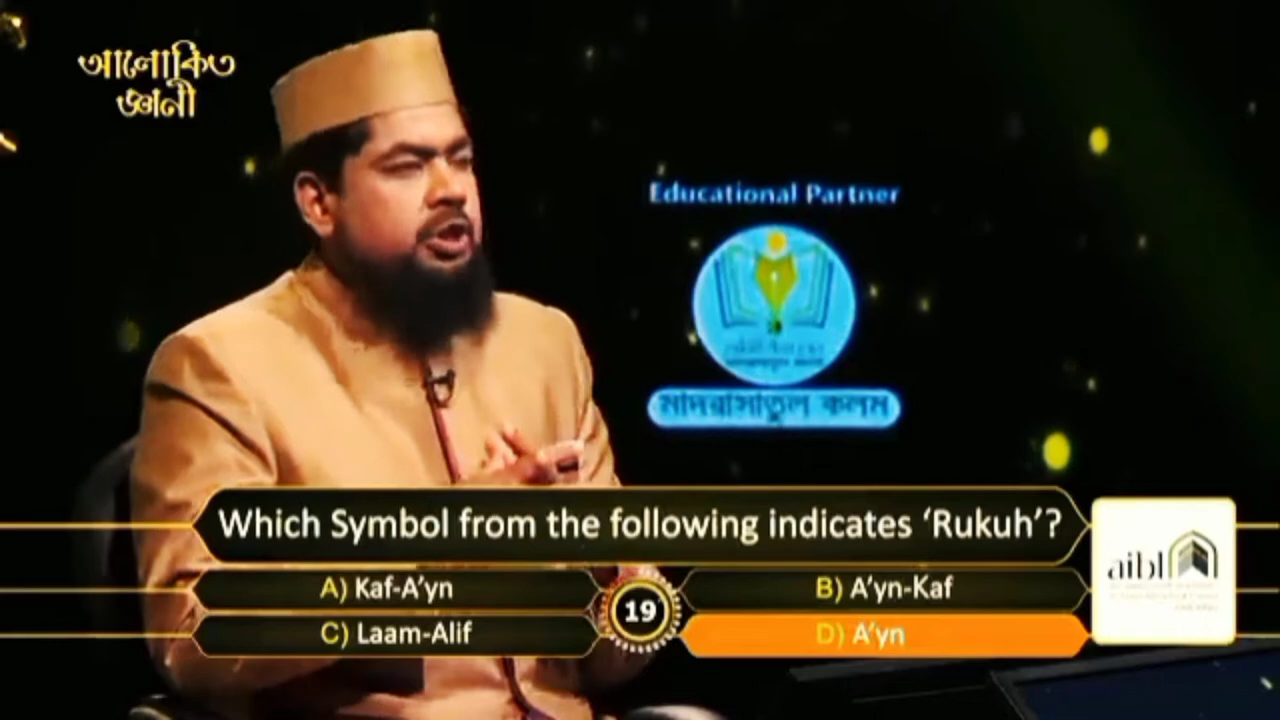 আলোকিত
জ্ঞানী
Educational Partner
মাদরাসাতুল কলম
Which Symbol from the following indicates ‘Rukuh’?
A) Kaf-A’yn
B) A’yn-Kaf
19
C) Laam-Alif
D) A’yn
aibl